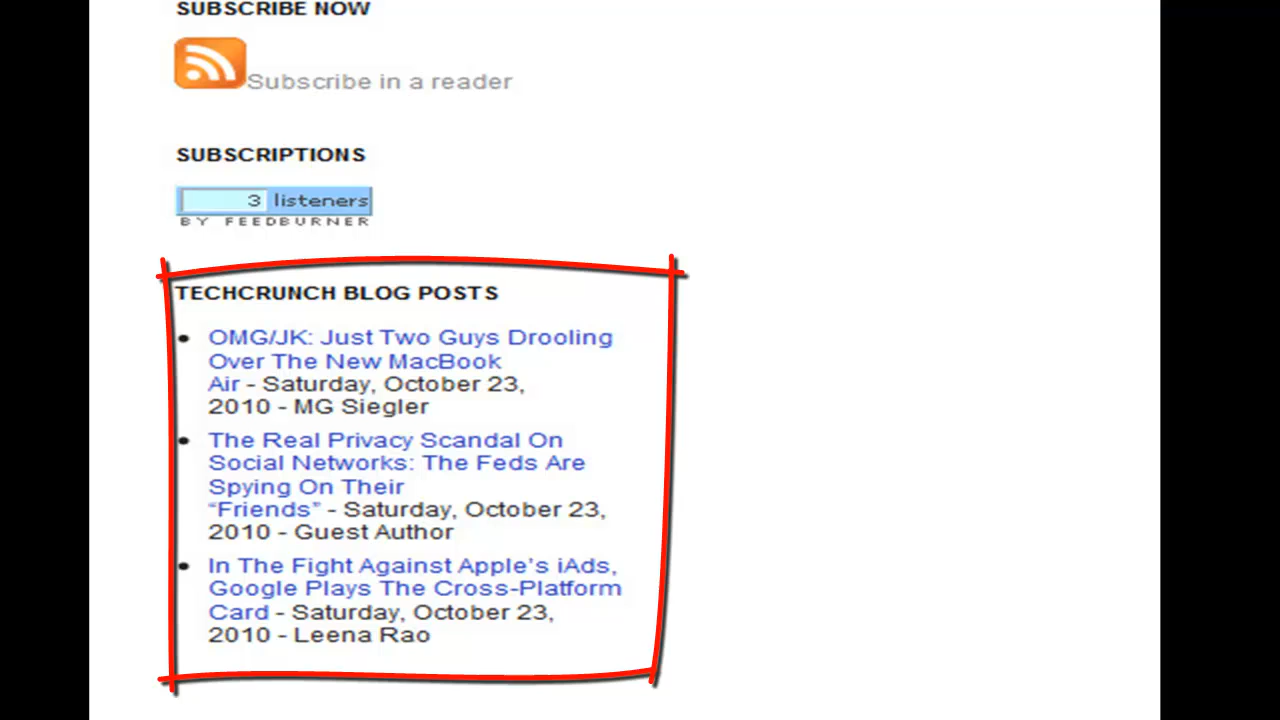 SUBSCRIBE NOW
Subscribe in a reader
SUBSCRIPTIONS
3 listeners
BY FEEDBURNER
TECHCRUNCH BLOG POSTS
• OMG/JK: Just Two Guys Drooling
Over The New MacBook
Air - Saturday, October 23,
2010 - MG Siegler
• The Real Privacy Scandal On
Social Networks: The Feds Are
Spying On Their
“Friends” - Saturday, October 23,
2010 - Guest Author
• In The Fight Against Apple’s iAds,
Google Plays The Cross-Platform
Card - Saturday, October 23,
2010 - Leena Rao